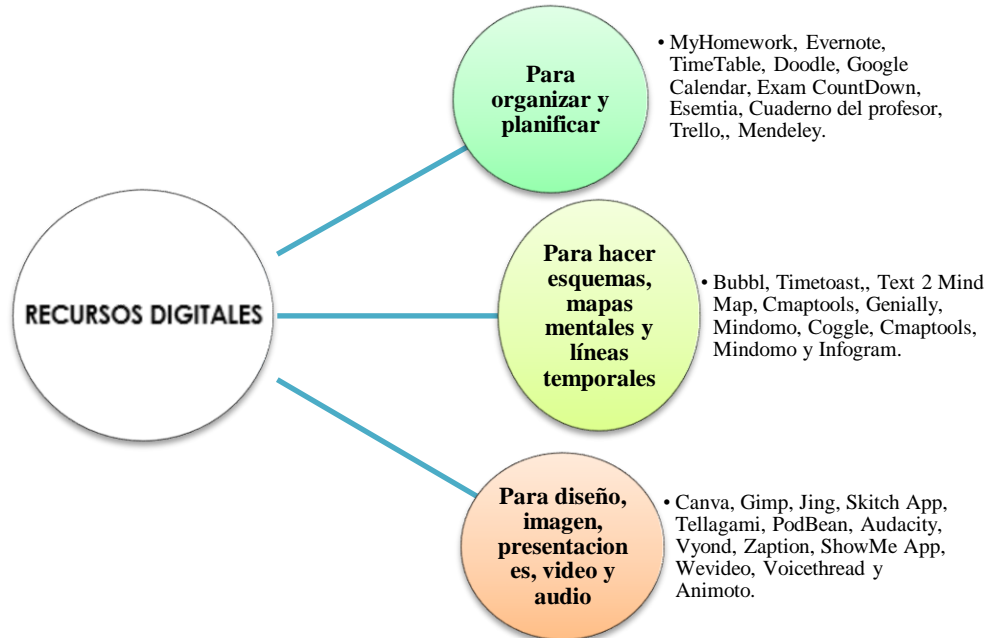 RECURSOS DIGITALES
Para
organizar y
planificar
• MyHomework, Evernote,
TimeTable, Doodle, Google
Calendar, Exam CountDown,
Esemtia, Cuaderno del profesor,
Trello,, Mendeley.
Para hacer
esquemas,
mapas
mentales y
líneas
temporales
• Bubbl, Timetoast,, Text 2 Mind
Map, Cmaptools, Genially,
Mindomo, Coggle, Cmaptools,
Mindomo y Infogram.
Para diseño,
imagen,
presentacion
es, video y
audio
• Canva, Gimp, Jing, Skitch App,
Tellagami, PodBean, Audacity,
Vyond, Zaption, ShowMe App,
Wevideo, Voicethread y
Animoto.